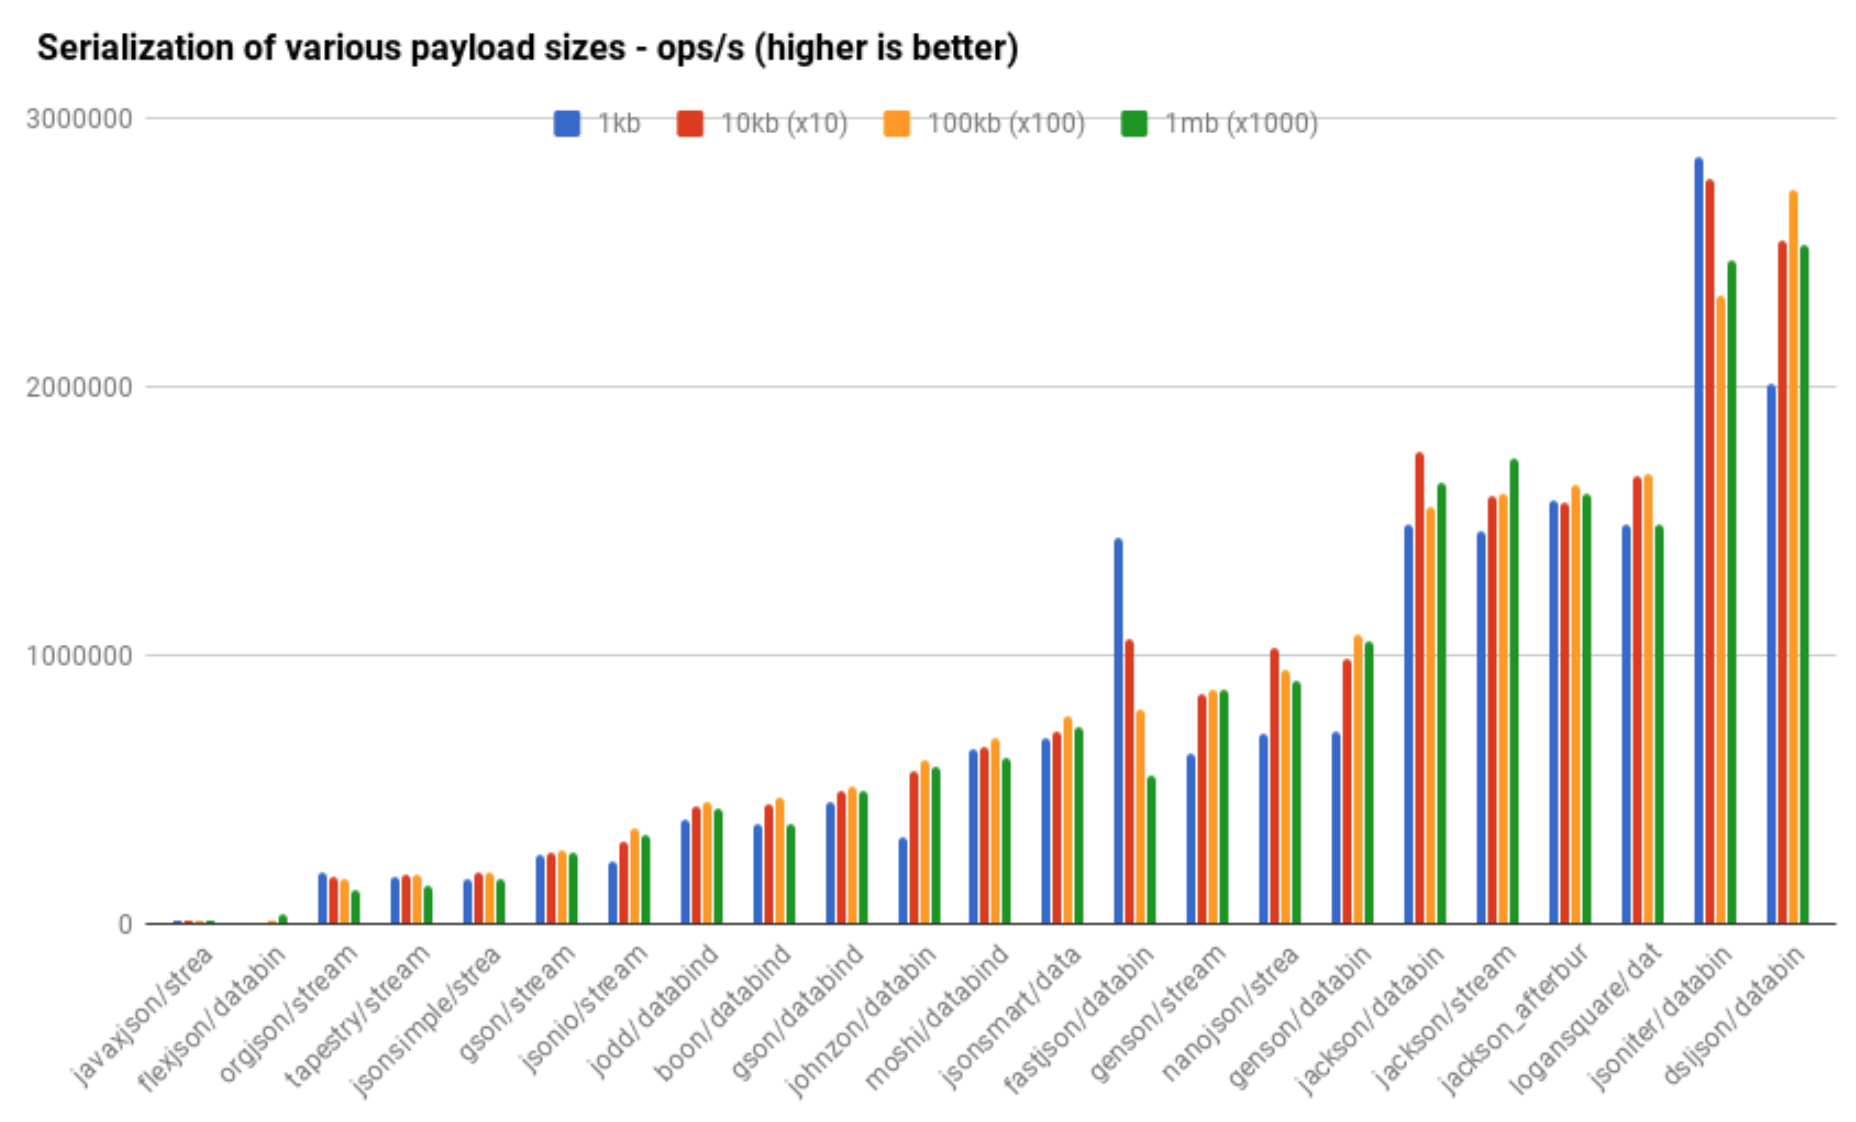 Serialization of various payload sizes - ops/s (higher is better)
1kb
10kb (x10)
100kb (x100)
1mb (x1000)
3000000
2000000
1000000
0
javaxjson/strea
flexjson/databin
orgjson/stream
tapestry/stream
jsonsimple/strea
gson/stream
jsonio/stream
jodd/databind
boon/databind
gson/databind
johnzon/databin
moshi/databind
jsonsmart/data
fastjson/databin
genson/stream
nanojson/strea
genson/databin
jackson/databin
jackson/stream
jackson_afterbur
logansquare/dat
jsoniter/databin
dsljson/databin